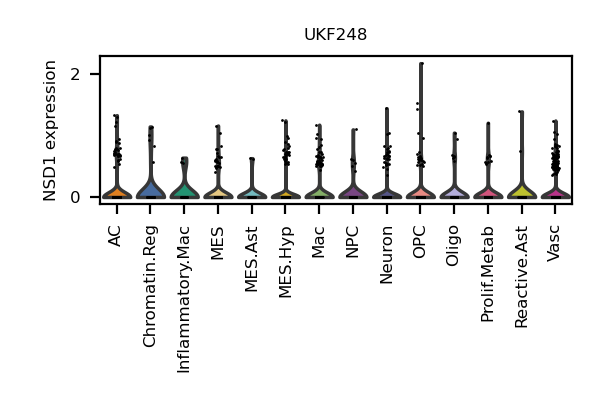 UKF248
NSD1 expression
2
0
AC
Chromatin.Reg
Inflammatory.Mac
MES
MES.Ast
MES.Hyp
Mac
NPC
Neuron
OPC
Oligo
Prolif.Metab
Reactive.Ast
Vasc